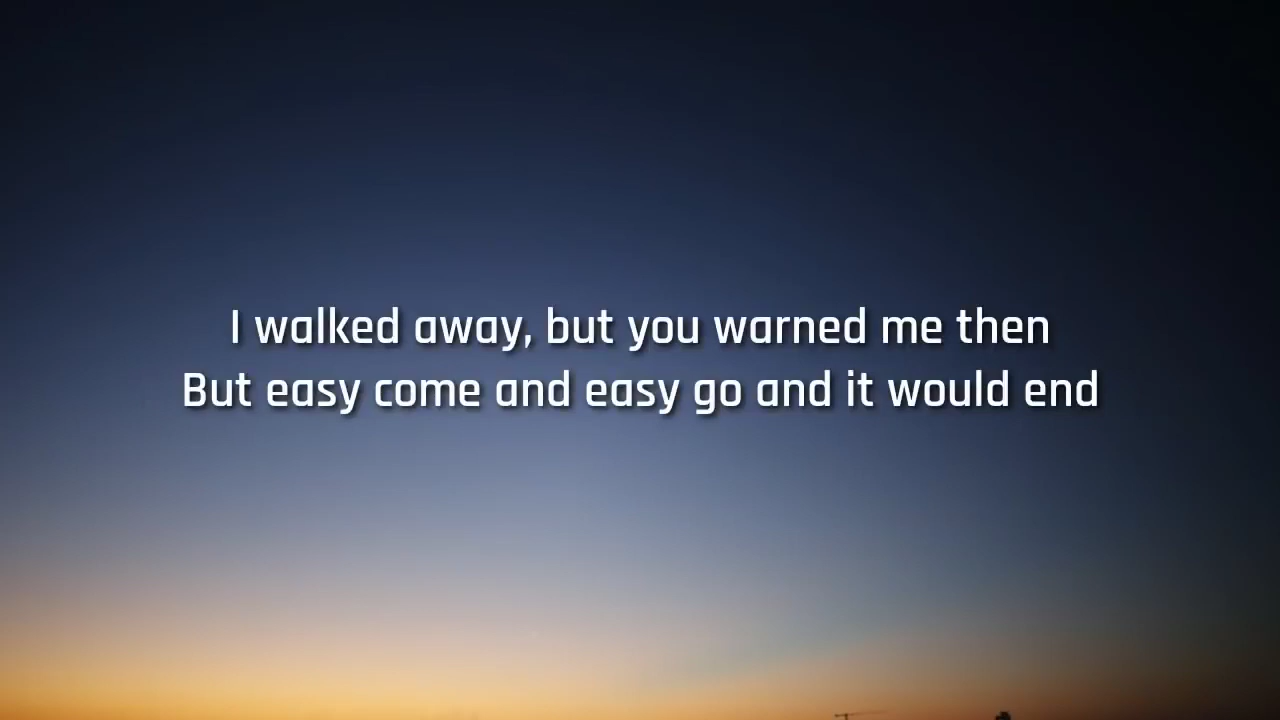 I walked away, but you warned me then
But easy come and easy go and it would end